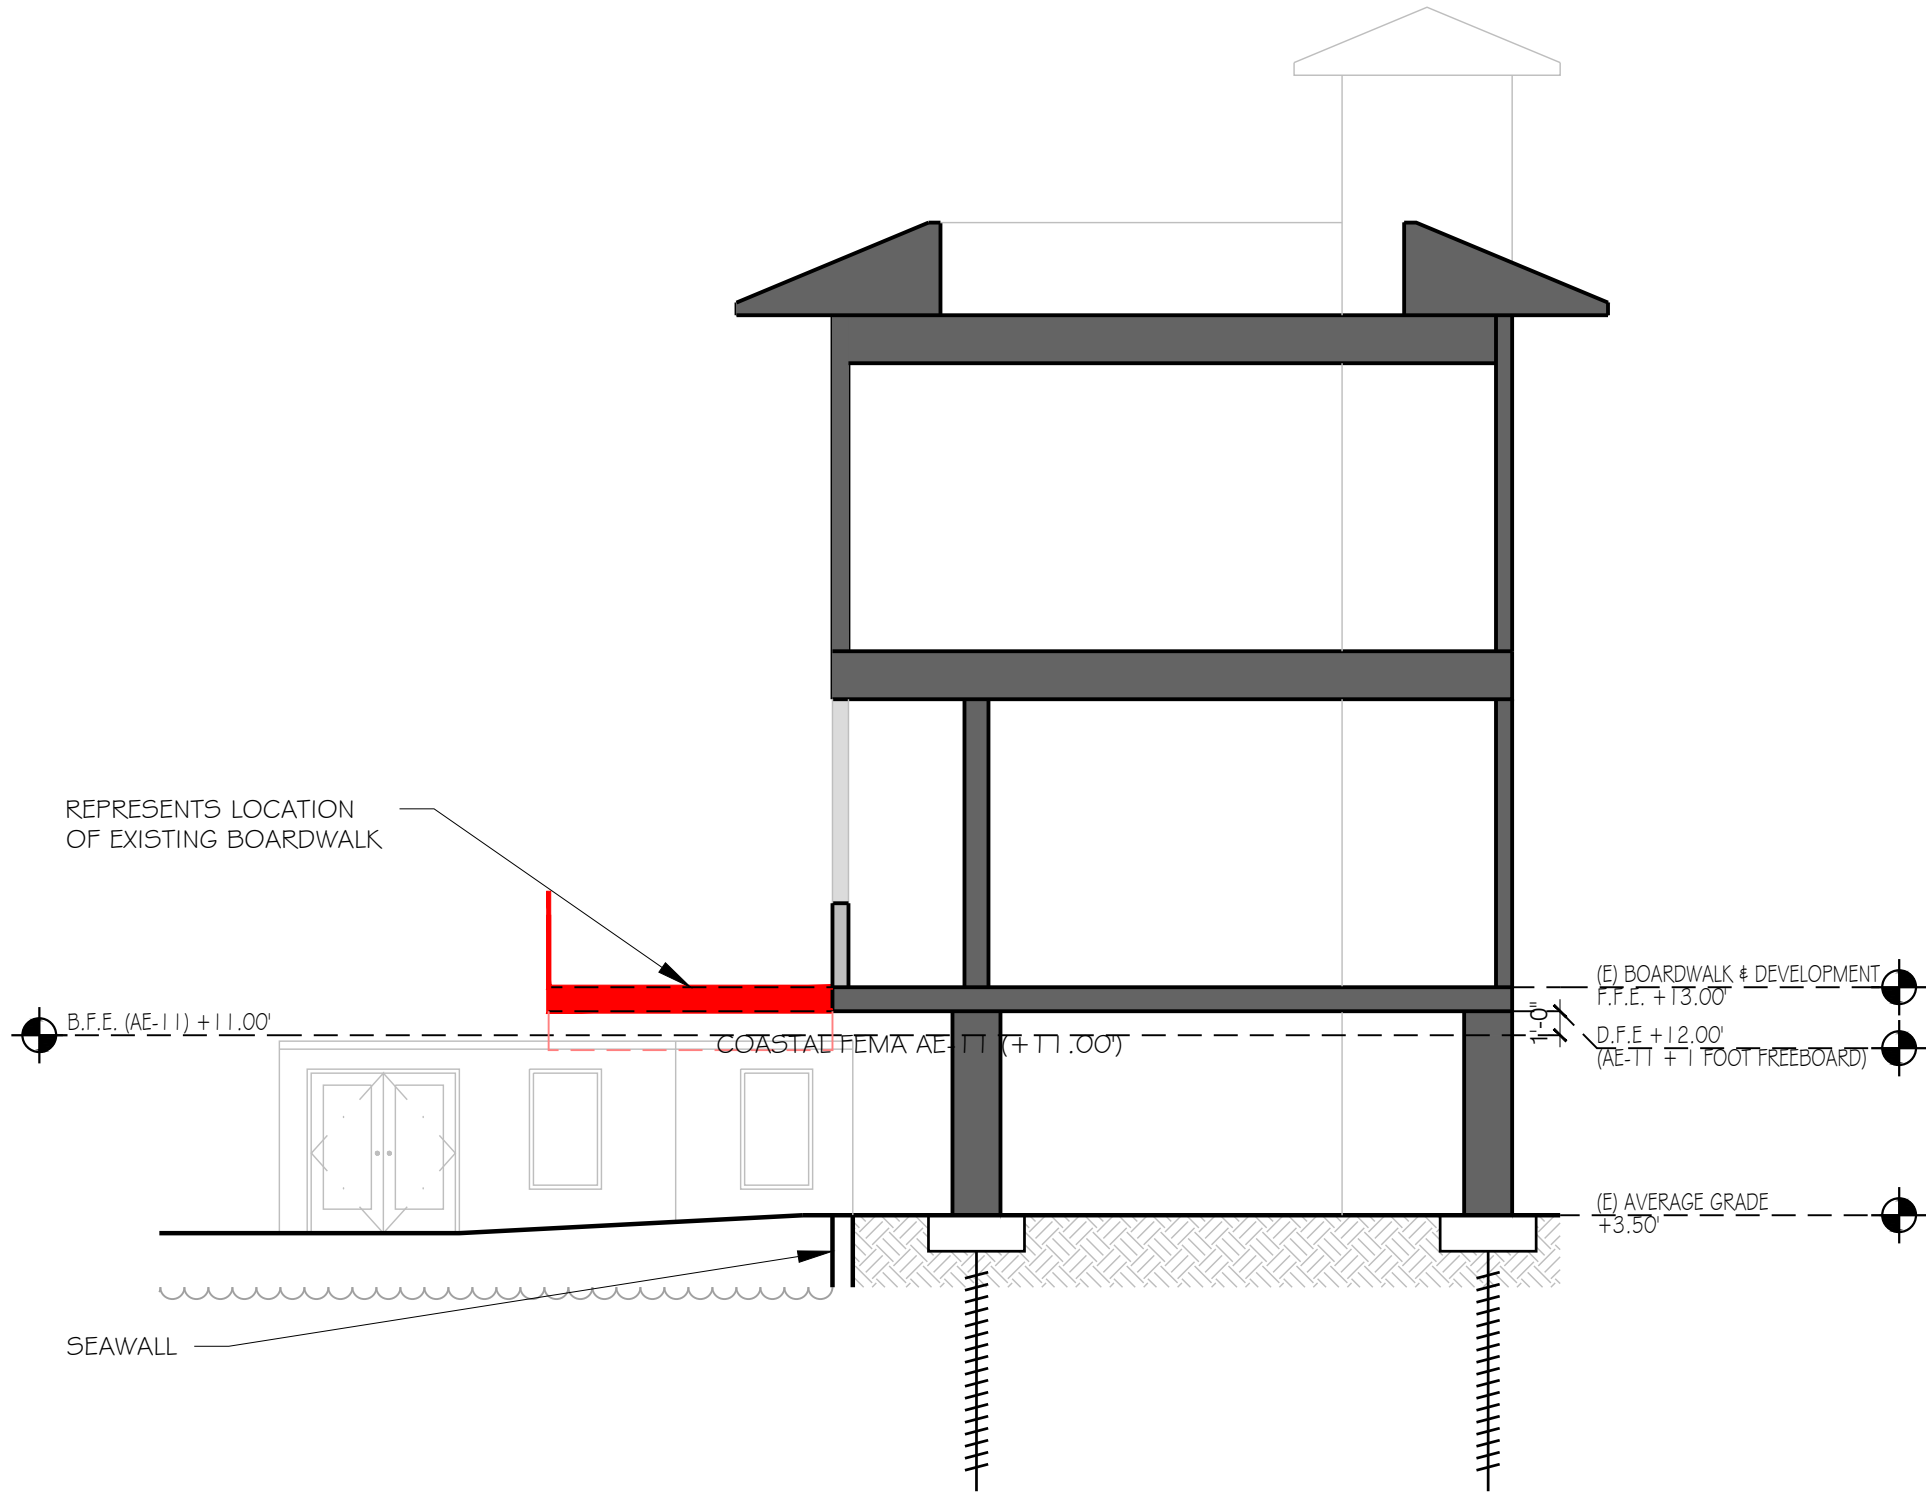 REPRESENTS LOCATION
OF EXISTING BOARDWALK
(E) BOARDWALK & DEVELOPMENT
F.F.E. +13.00'
B.F.E. (AE-11) +11.00'
1'-0"
COASTAL FEMA AE-11 (+11.00')
D.F.E +12.00'
(AE-11 + 1 FOOT FREEBOARD)
(E) AVERAGE GRADE
+3.50'
SEAWALL